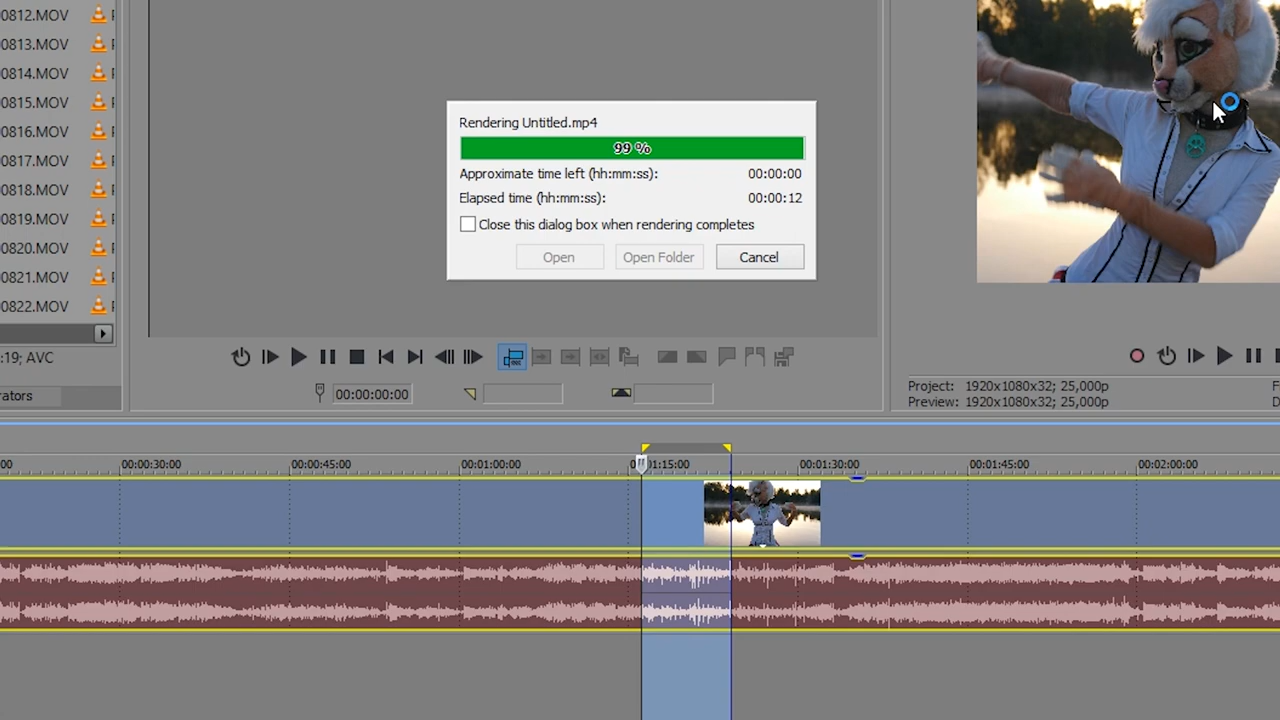 0812.MOV
0813.MOV
0814.MOV
0815.MOV
0816.MOV
0817.MOV
0818.MOV
0819.MOV
0820.MOV
0821.MOV
0822.MOV
:19; AVC
rators
Rendering Untitled.mp4
99 %
Approximate time left (hh:mm:ss): 00:00:00
Elapsed time (hh:mm:ss): 00:00:12
Close this dialog box when rendering completes
Open Open Folder Cancel
00:00:00:00
Project: 1920x1080x32; 25,000p
Preview: 1920x1080x32; 25,000p
00 00:00:30:00 00:00:45:00 00:01:00:00 01:15:00 00:01:30:00 00:01:45:00 00:02:00:00